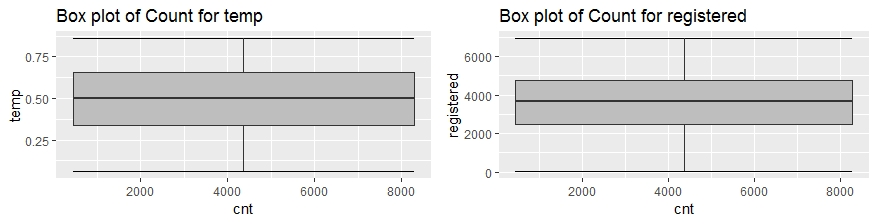 Box plot of Count for temp
0.75
0.50
0.25
temp
2000 4000 6000 8000
cnt
Box plot of Count for registered
6000
4000
2000
0
registered
2000 4000 6000 8000
cnt